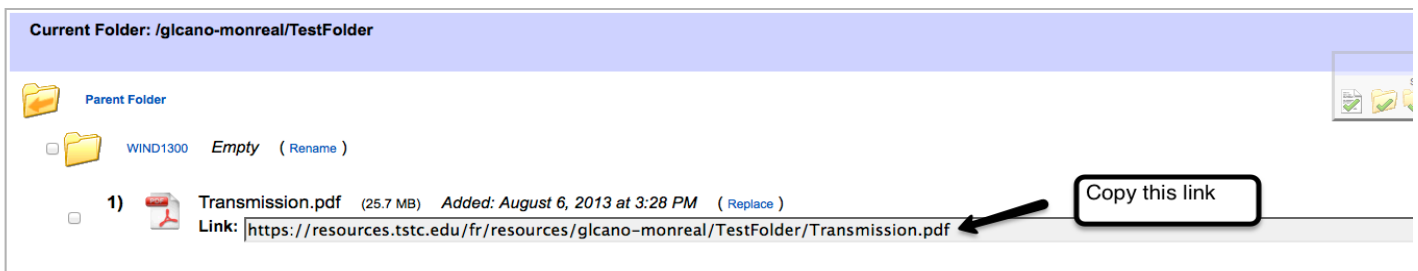 Current Folder: /glcano-monreal/TestFolder
Parent Folder
WIND1300 Empty ( Rename )
1) Transmission.pdf (25.7 MB) Added: August 6, 2013 at 3:28 PM ( Replace )
Copy this link
Link: https://resources.tstc.edu/fr/resources/glcano-monreal/TestFolder/Transmission.pdf